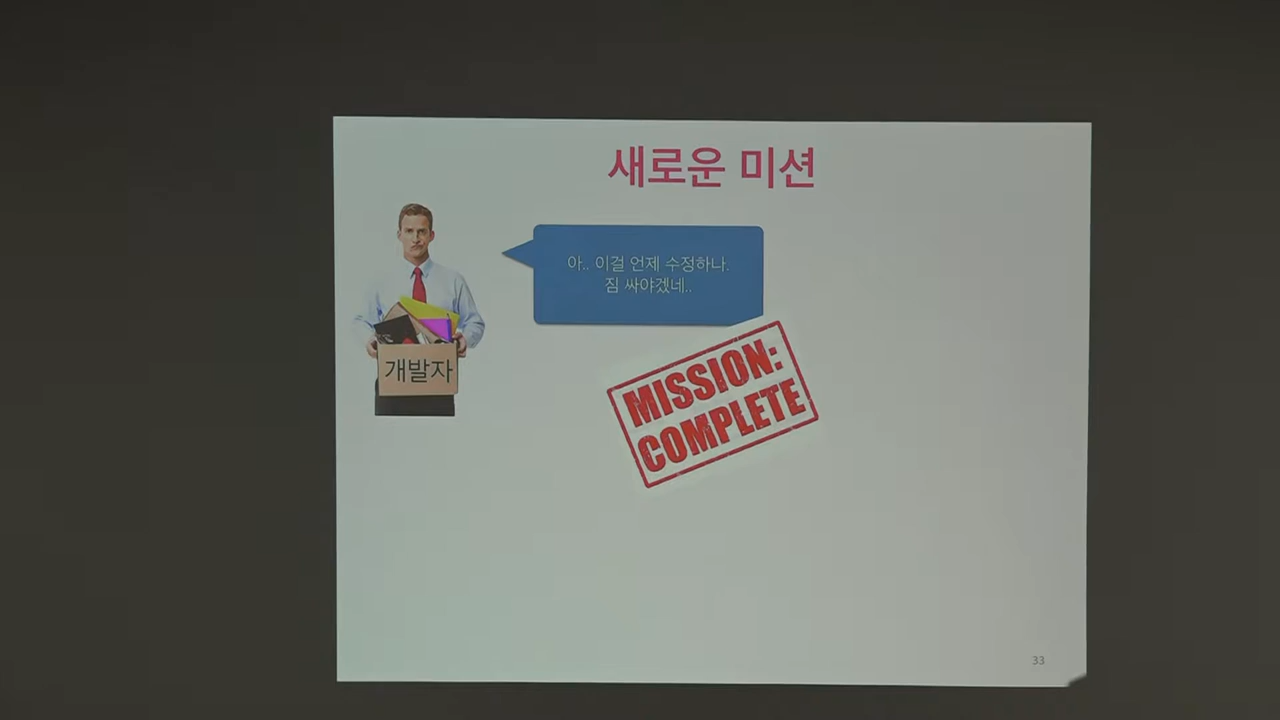 새로운 미션
아.. 이걸 언제 수정하나.
짐 싸야겠네..
개발자
MISSION:
COMPLETE
33